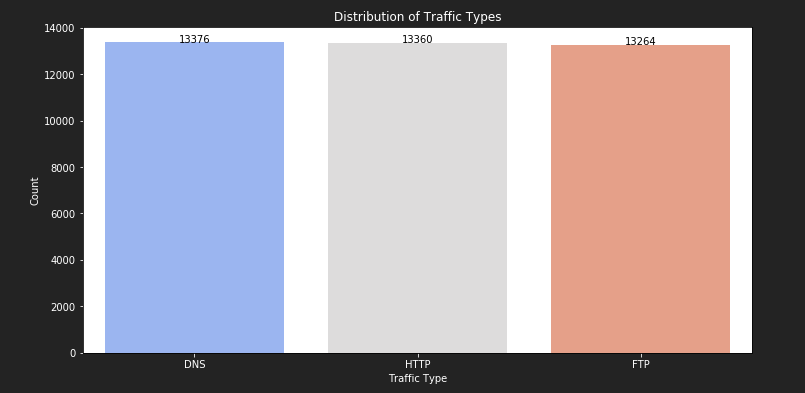 Distribution of Traffic Types
14000
12000
10000
8000
6000
4000
2000
0
Count
13376
13360
13264
DNS
HTTP
FTP
Traffic Type